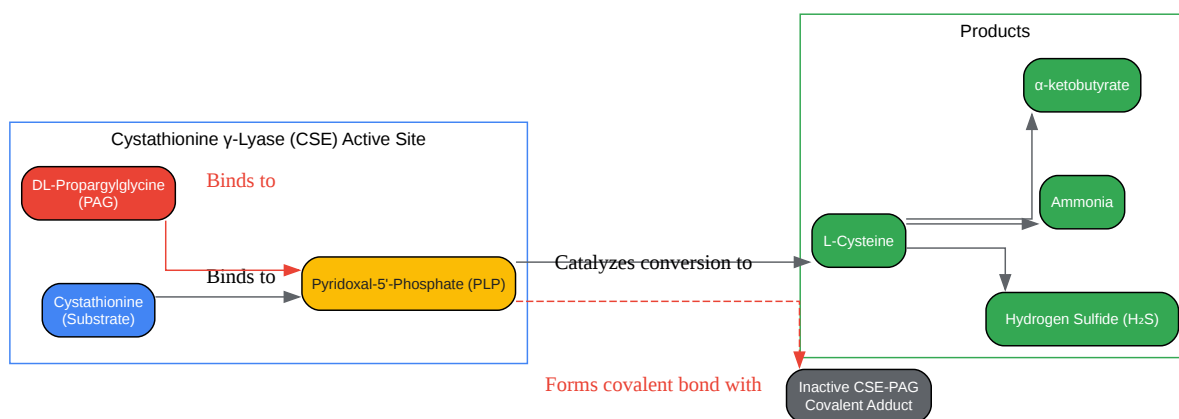 Products
α-ketobutyrate
Cystathionine γ-Lyase (CSE) Active Site
DL-Propargylglycine
(PAG)
Binds to
Ammonia
L-Cysteine
Binds to
Catalyzes conversion to
Pyridoxal-5'-Phosphate (PLP)
Cystathionine
(Substrate)
Hydrogen Sulfide (H₂S)
Forms covalent bond with
Inactive CSE-PAG
Covalent Adduct